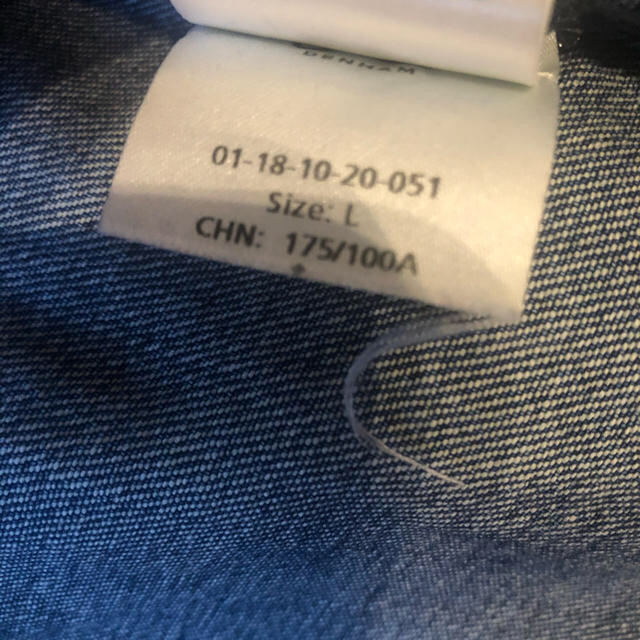 DENHAM
01-18-10-20-051
Size: L
CHN: 175/100A